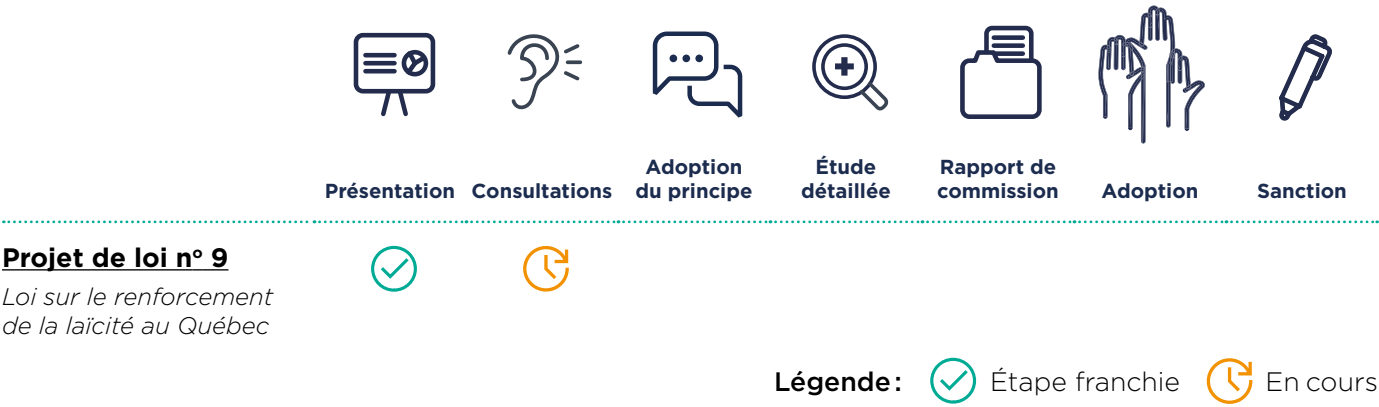 Présentation
Consultations
Adoption
du principe
Étude
détaillée
Rapport de
commission
Adoption
Sanction
Projet de loi nº 9
Loi sur le renforcement
de la laïcité au Québec
Légende :
Étape franchie
En cours